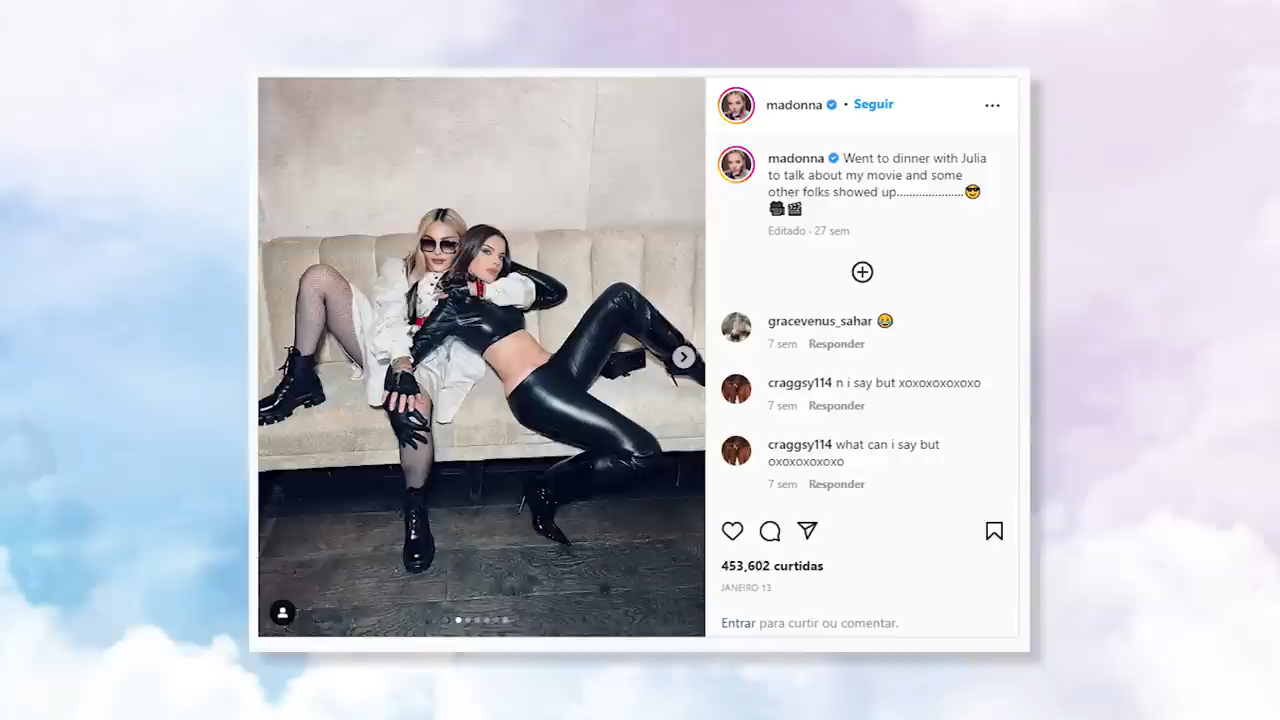 madonna • Seguir
madonna Went to dinner with Julia
to talk about my movie and some
other folks showed up.....................😎
🎥🎬
Editado · 27 sem
gracevenus_sahar 😂
7 sem Responder
craggsy114 n i say but xoxoxoxoxoxo
7 sem Responder
craggsy114 what can i say but
oxoxoxoxoxo
7 sem Responder
453,602 curtidas
JANEIRO 13
Entrar para curtir ou comentar.